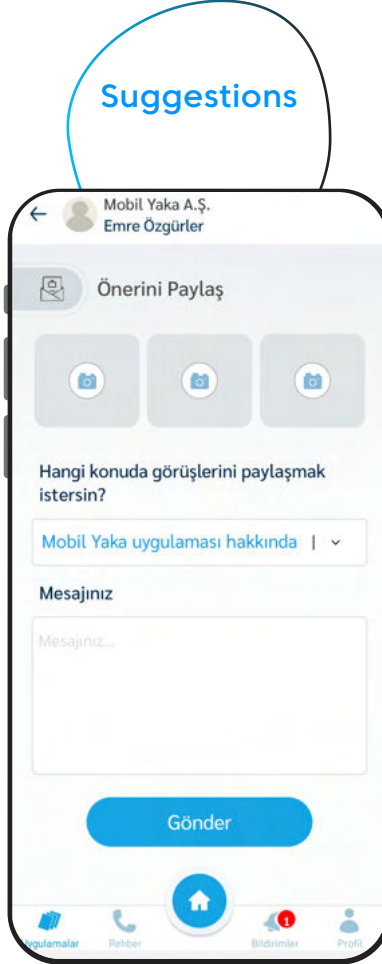 Suggestions
Mobil Yaka A.Ş.
Emre Özgürler
Önerini Paylaş
Hangi konuda görüşlerini paylaşmak
istersin?
Mobil Yaka uygulaması hakkında
Mesajınız
Mesajınız...
Gönder
1
ygulamalar Rehber Bildirimler Profil